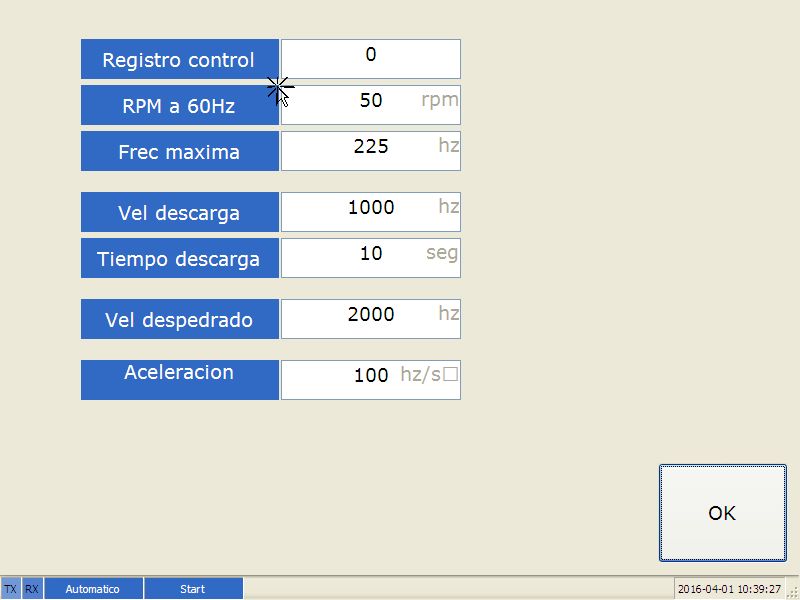 Registro control 0
RPM a 60Hz 50 rpm
Frec maxima 225 hz
Vel descarga 1000 hz
Tiempo descarga 10 seg
Vel despedrado 2000 hz
Aceleracion 100 hz/s□
OK
TX RX Automatico Start 2016-04-01 10:39:27